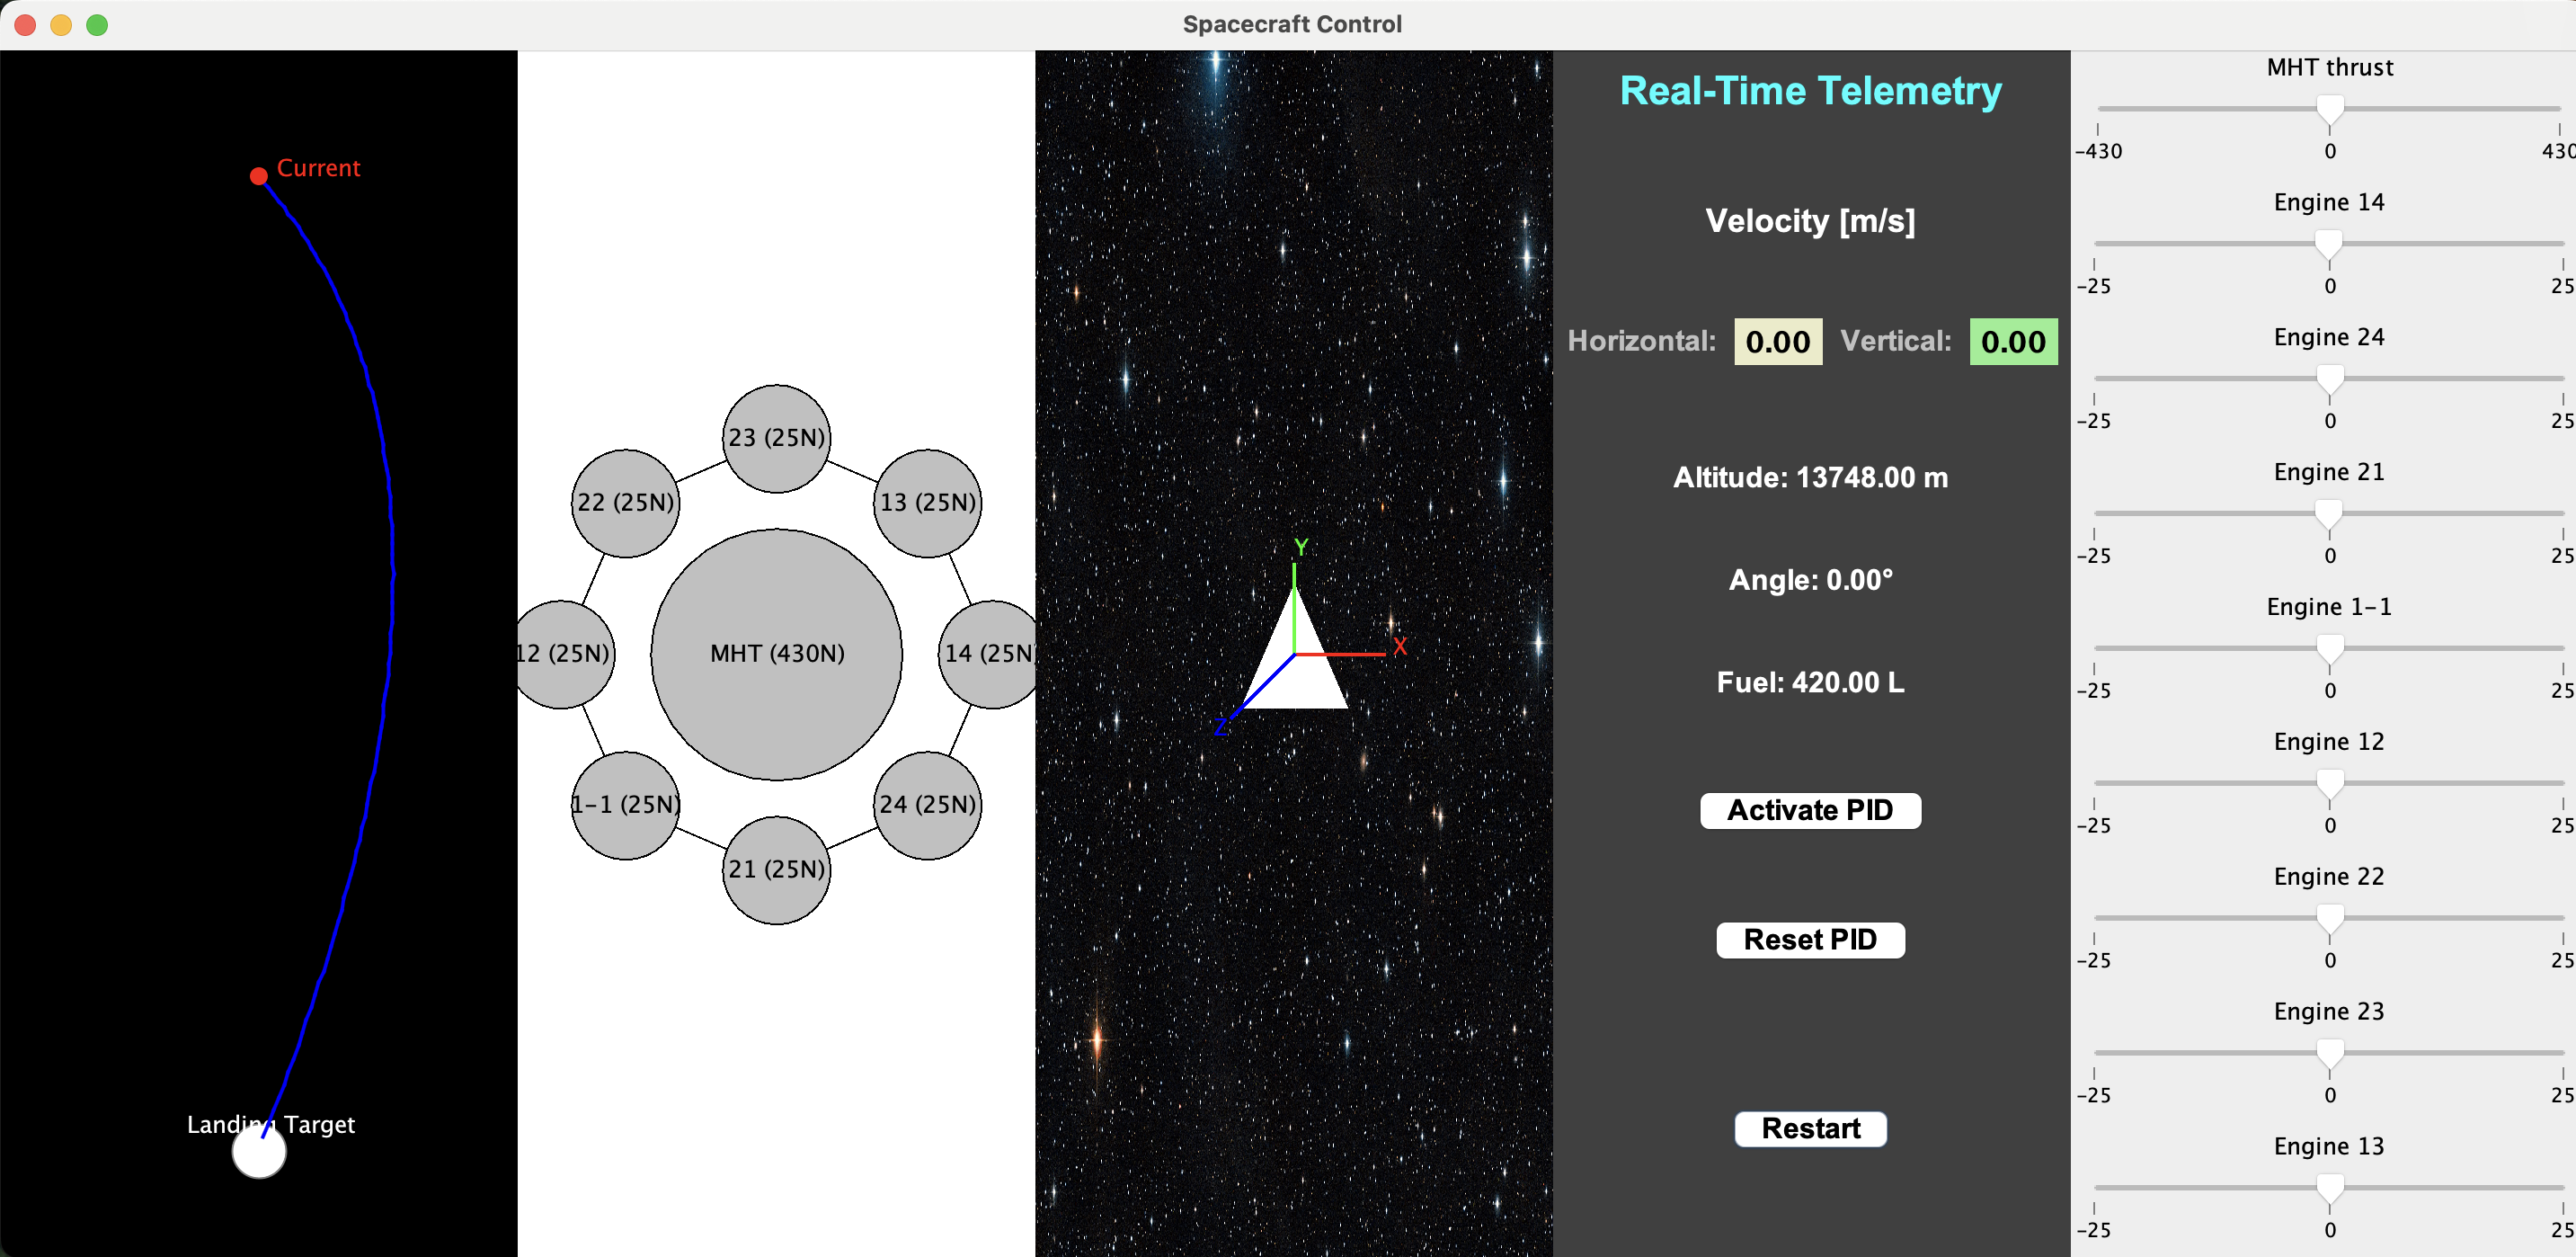 Spacecraft Control
Current
Landing Target
23 (25N)
22 (25N)
13 (25N)
12 (25N)
MHT (430N)
14 (25N
1-1 (25N)
24 (25N)
21 (25N)
Y
X
Z
Real-Time Telemetry
Velocity [m/s]
Horizontal: 0.00 Vertical: 0.00
Altitude: 13748.00 m
Angle: 0.00°
Fuel: 420.00 L
Activate PID
Reset PID
Restart
MHT thrust
-430 0 430
Engine 14
-25 0 25
Engine 24
-25 0 25
Engine 21
-25 0 25
Engine 1-1
-25 0 25
Engine 12
-25 0 25
Engine 22
-25 0 25
Engine 23
-25 0 25
Engine 13
-25 0 25